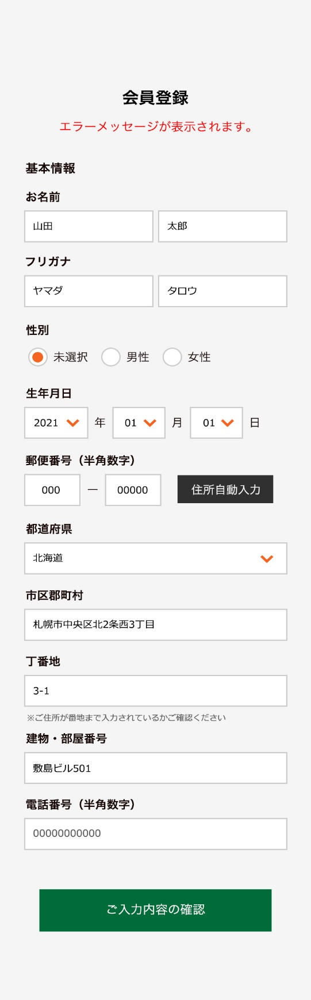 会員登録
エラーメッセージが表示されます。
基本情報
お名前
山田 太郎
フリガナ
ヤマダ タロウ
性別
未選択 男性 女性
生年月日
2021 年 01 月 01 日
郵便番号（半角数字）
000 — 00000 住所自動入力
都道府県
北海道
市区郡町村
札幌市中央区北2条西3丁目
丁番地
3-1
※ご住所が番地まで入力されているかご確認ください
建物・部屋番号
敷島ビル501
電話番号（半角数字）
00000000000
ご入力内容の確認